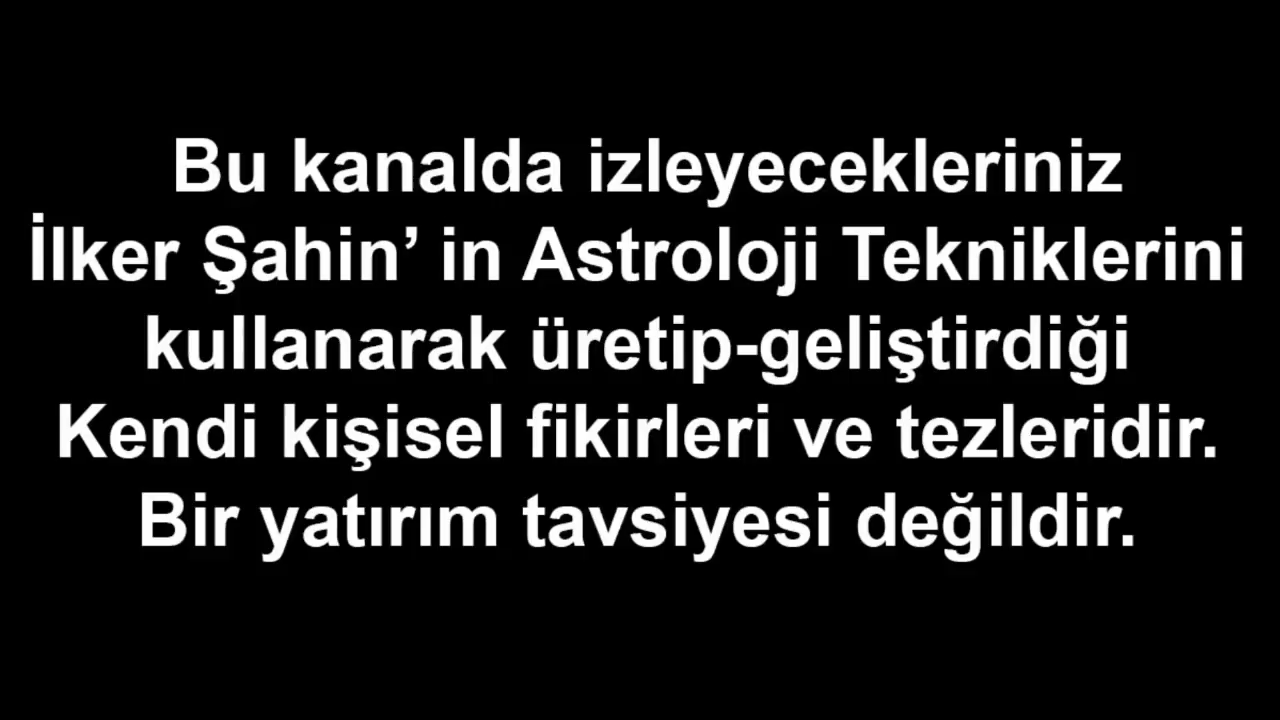 Bu kanalda izleyecekleriniz
İlker Şahin’ in Astroloji Tekniklerini
kullanarak üretip-geliştirdiği
Kendi kişisel fikirleri ve tezleridir.
Bir yatırım tavsiyesi değildir.